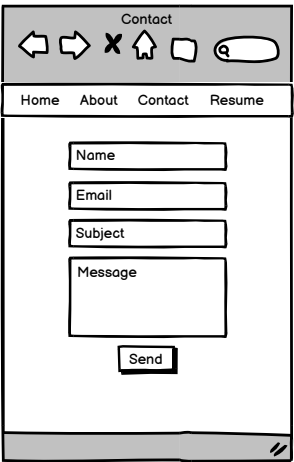 Contact
Home About Contact Resume
Name
Email
Subject
Message
Send